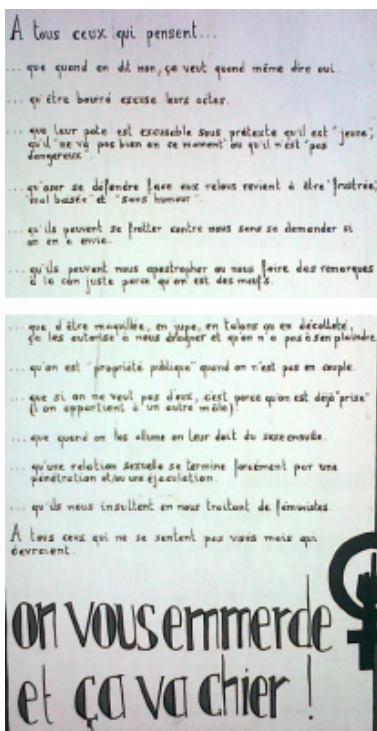 A tous ceux qui pensent...
... que quand on dit non, ça veut quand même dire oui.
... qu'être bourré excuse leurs actes.
... que leur pote est excusable sous prétexte qu'il est "jeune",
qu'il "ne va pas bien en ce moment" ou qu'il n'est "pas
dangereux".
... qu'oser se défendre face aux relous revient à être "frustrée,
"mal baisée" et "sans humour".
... qu'ils peuvent se frotter contre nous sans se demander si
on en a envie.
... qu'ils peuvent nous apostropher ou nous faire des remarques
à la con juste parce qu'on est des meufs.
... que, d'être maquillée, en jupe, en talons ou en décolleté,
ça les autorise à nous draguer et qu'on n'a pas à s'en plaindre.
... qu'on est "propriété publique" quand on n'est pas en couple.
... que si on ne veut pas d'eux, c'est parce qu'on est déjà "prise"
(i on appartient à un autre mâle)!
... que quand on les allume on leur doit du sexe ensuite.
... qu'une relation sexuelle se termine forcément par une
pénétration et/ou une éjaculation.
... qu'ils nous insultent en nous traitant de féministes.
A tous ceux qui ne se sentent pas visés mais qui
devraient.
on vous emmerde
et ça va chier !